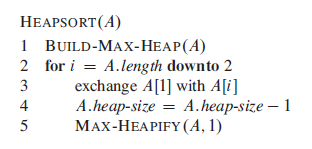 HEAPSORT(A)
1 BUILD-MAX-HEAP(A)
2 for i = A.length downto 2
3 exchange A[1] with A[i]
4 A.heap-size = A.heap-size − 1
5 MAX-HEAPIFY(A, 1)